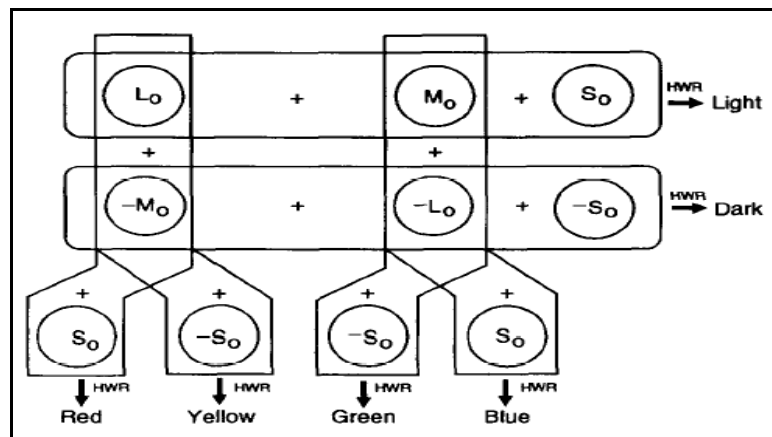 Lo + Mo + So HWR Light
+ +
−Mo + −Lo + −So HWR Dark
+ + + +
So −So −So So
HWR HWR HWR HWR
Red Yellow Green Blue